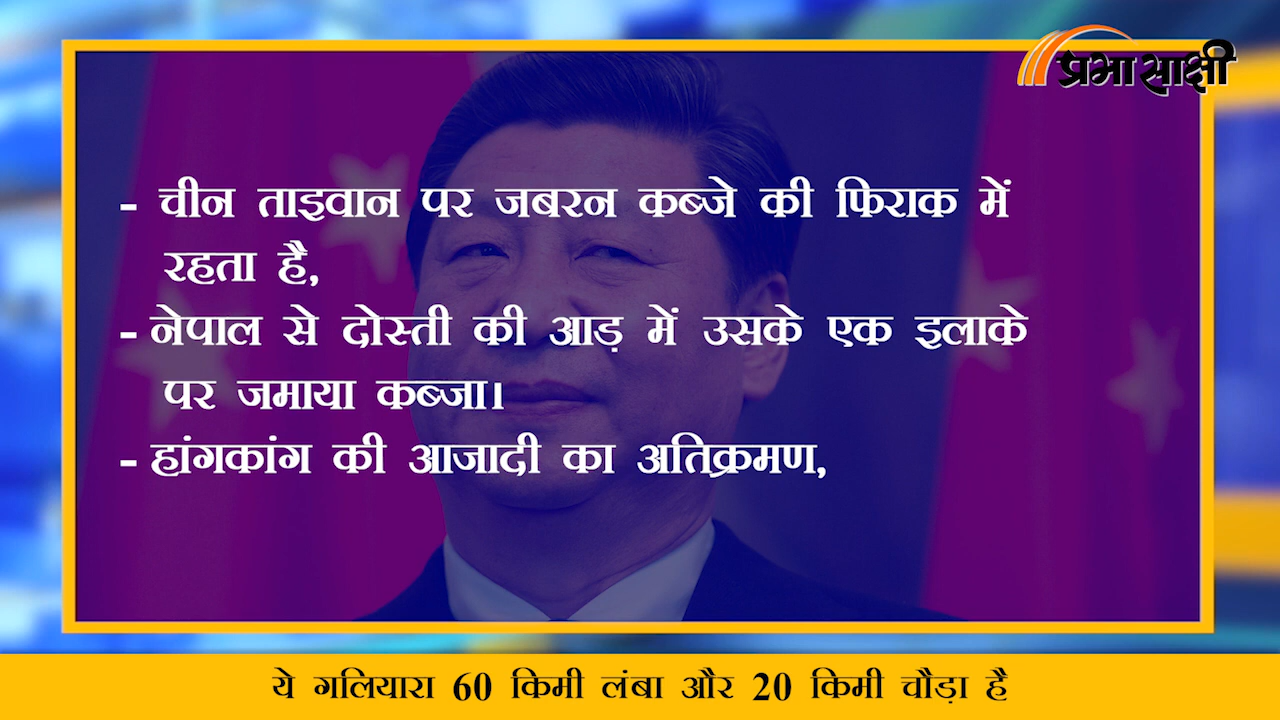 प्रभासाक्षी
- चीन ताइवान पर जबरन कब्जे की फिराक में
रहता है,
- नेपाल से दोस्ती की आड़ में उसके एक इलाके
पर जमाया कब्जा।
- हांगकांग की आजादी का अतिक्रमण,
ये गलियारा 60 किमी लंबा और 20 किमी चौड़ा है